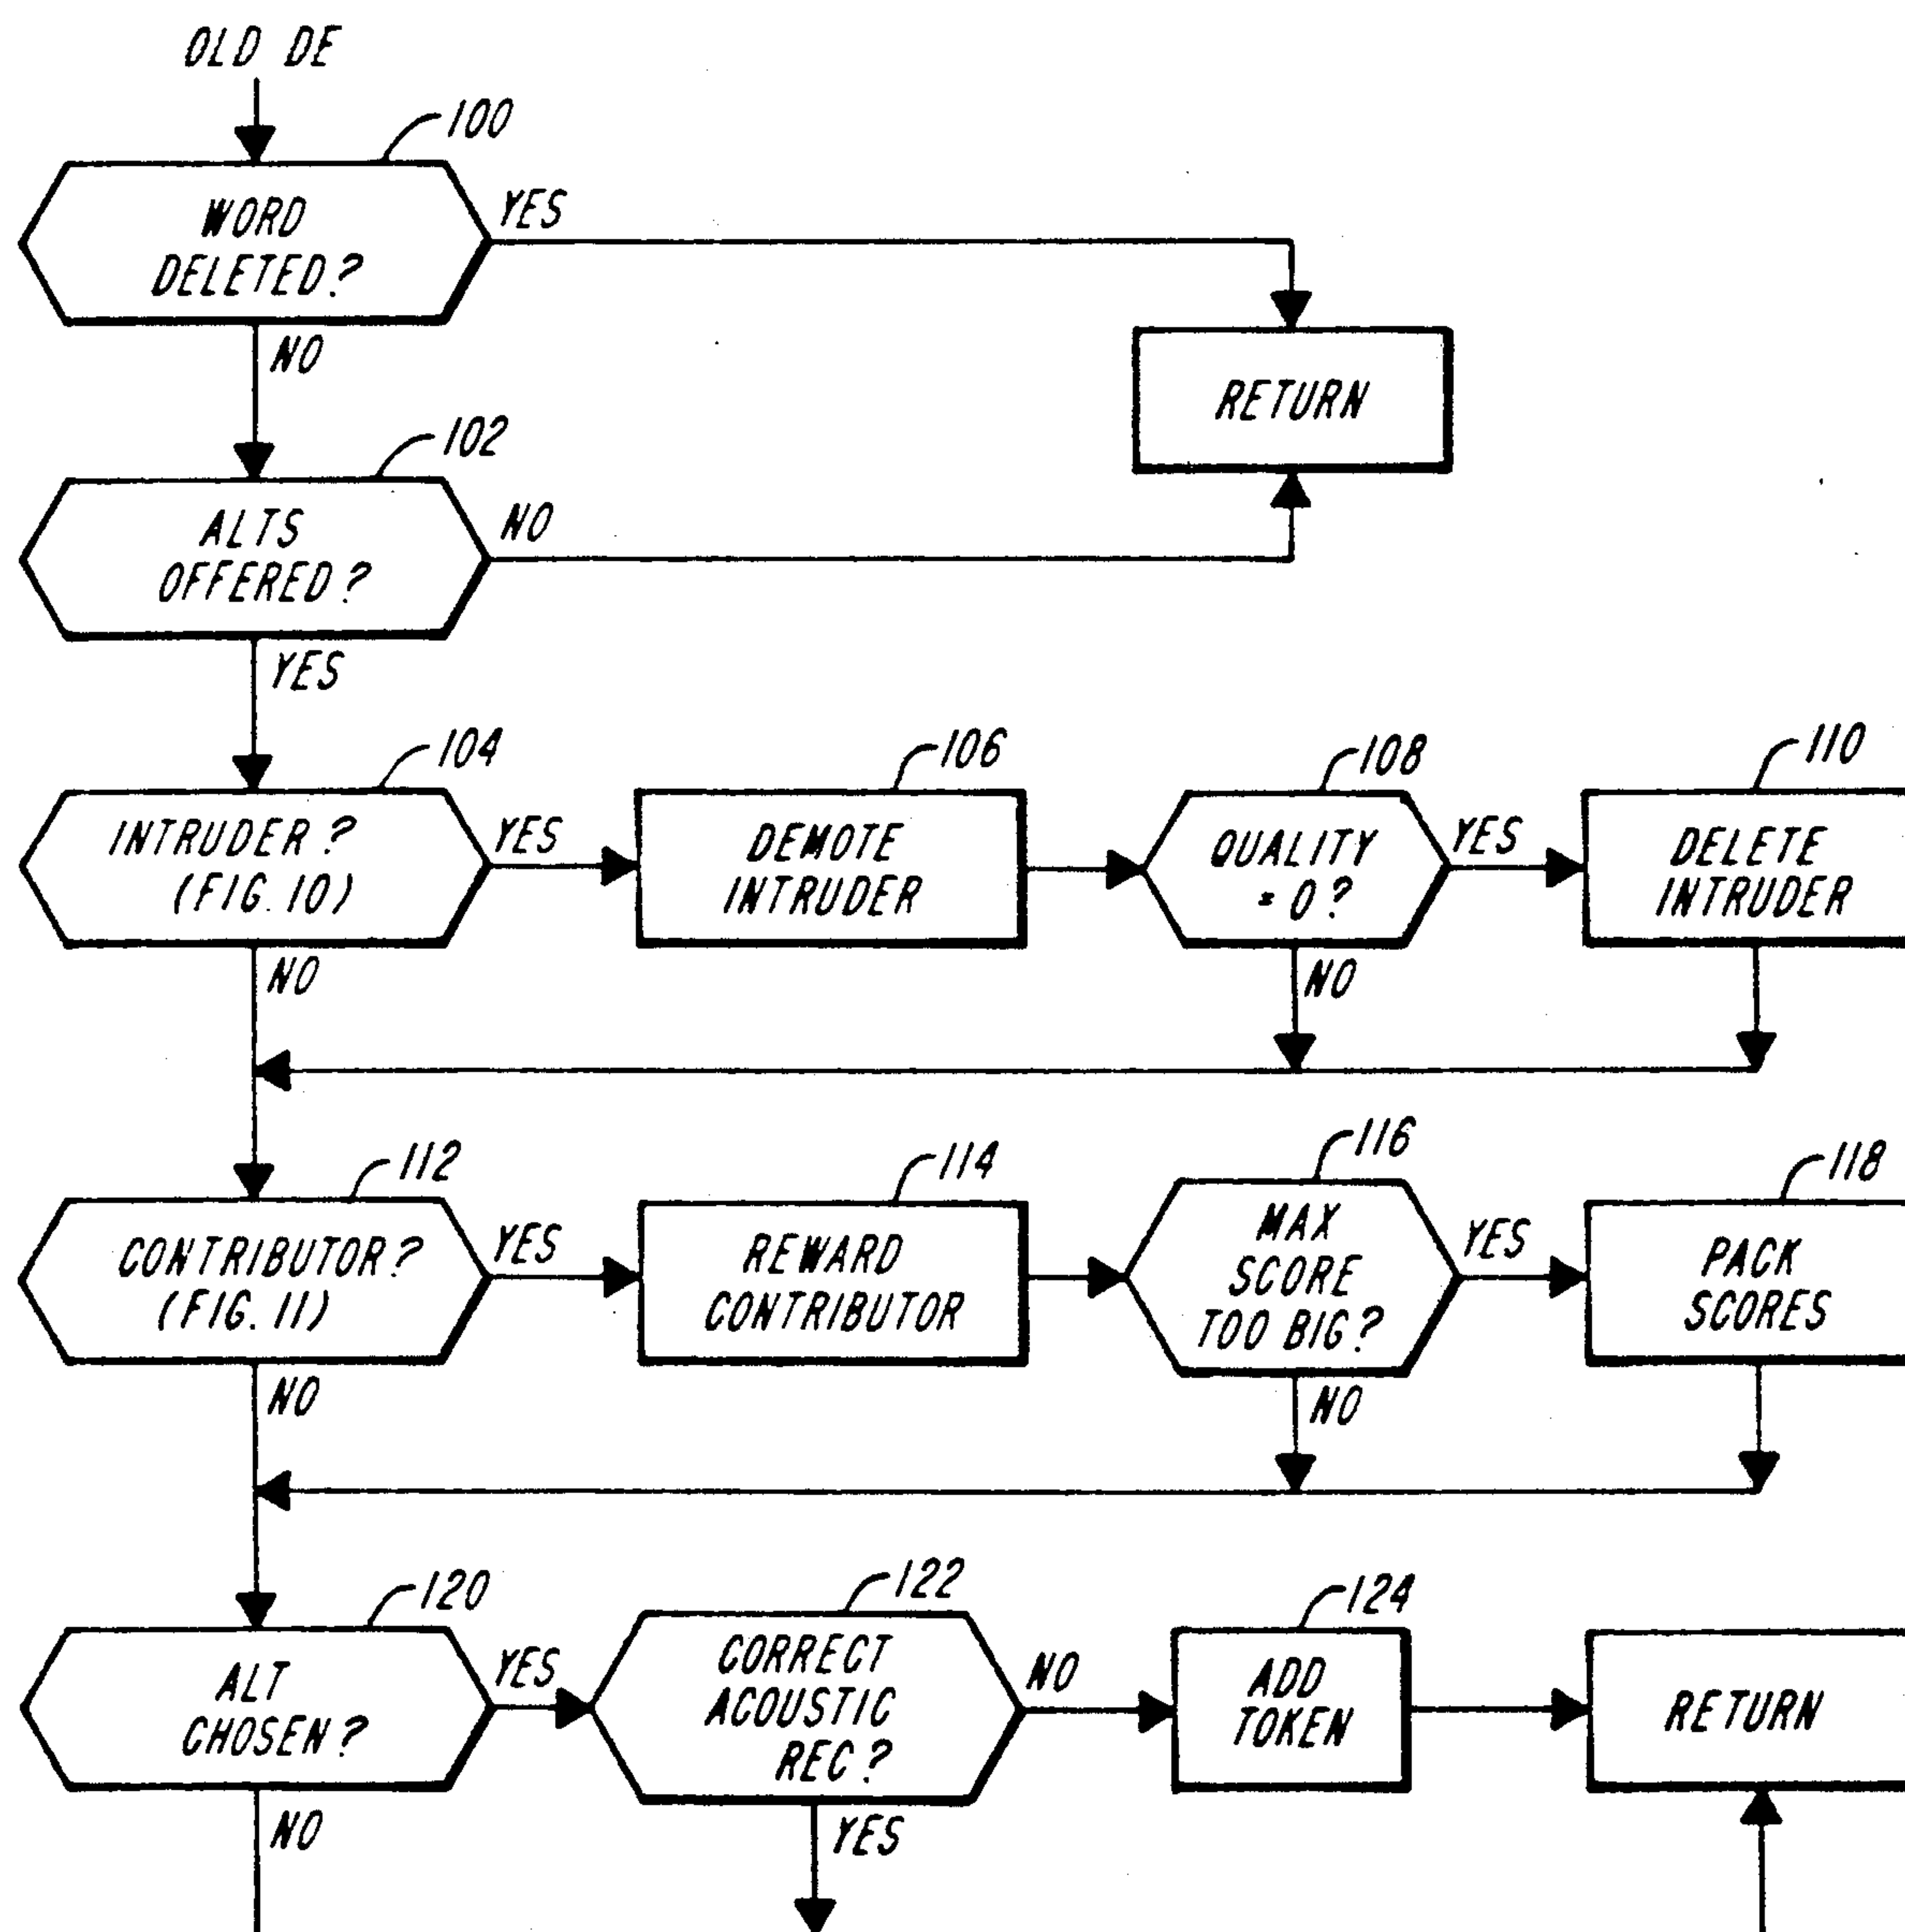 OLD DE
100
WORD
DELETED?
YES
NO
RETURN
102
ALTS
OFFERED?
NO
YES
104
INTRUDER?
(FIG. 10)
YES
NO
106
DEMOTE
INTRUDER
108
QUALITY
= 0?
YES
NO
110
DELETE
INTRUDER
112
CONTRIBUTOR?
(FIG. 11)
YES
NO
114
REWARD
CONTRIBUTOR
116
MAX
SCORE
TOO BIG?
YES
NO
118
PACK
SCORES
120
ALT
CHOSEN?
YES
NO
122
CORRECT
ACOUSTIC
REC?
NO
YES
124
ADD
TOKEN
RETURN